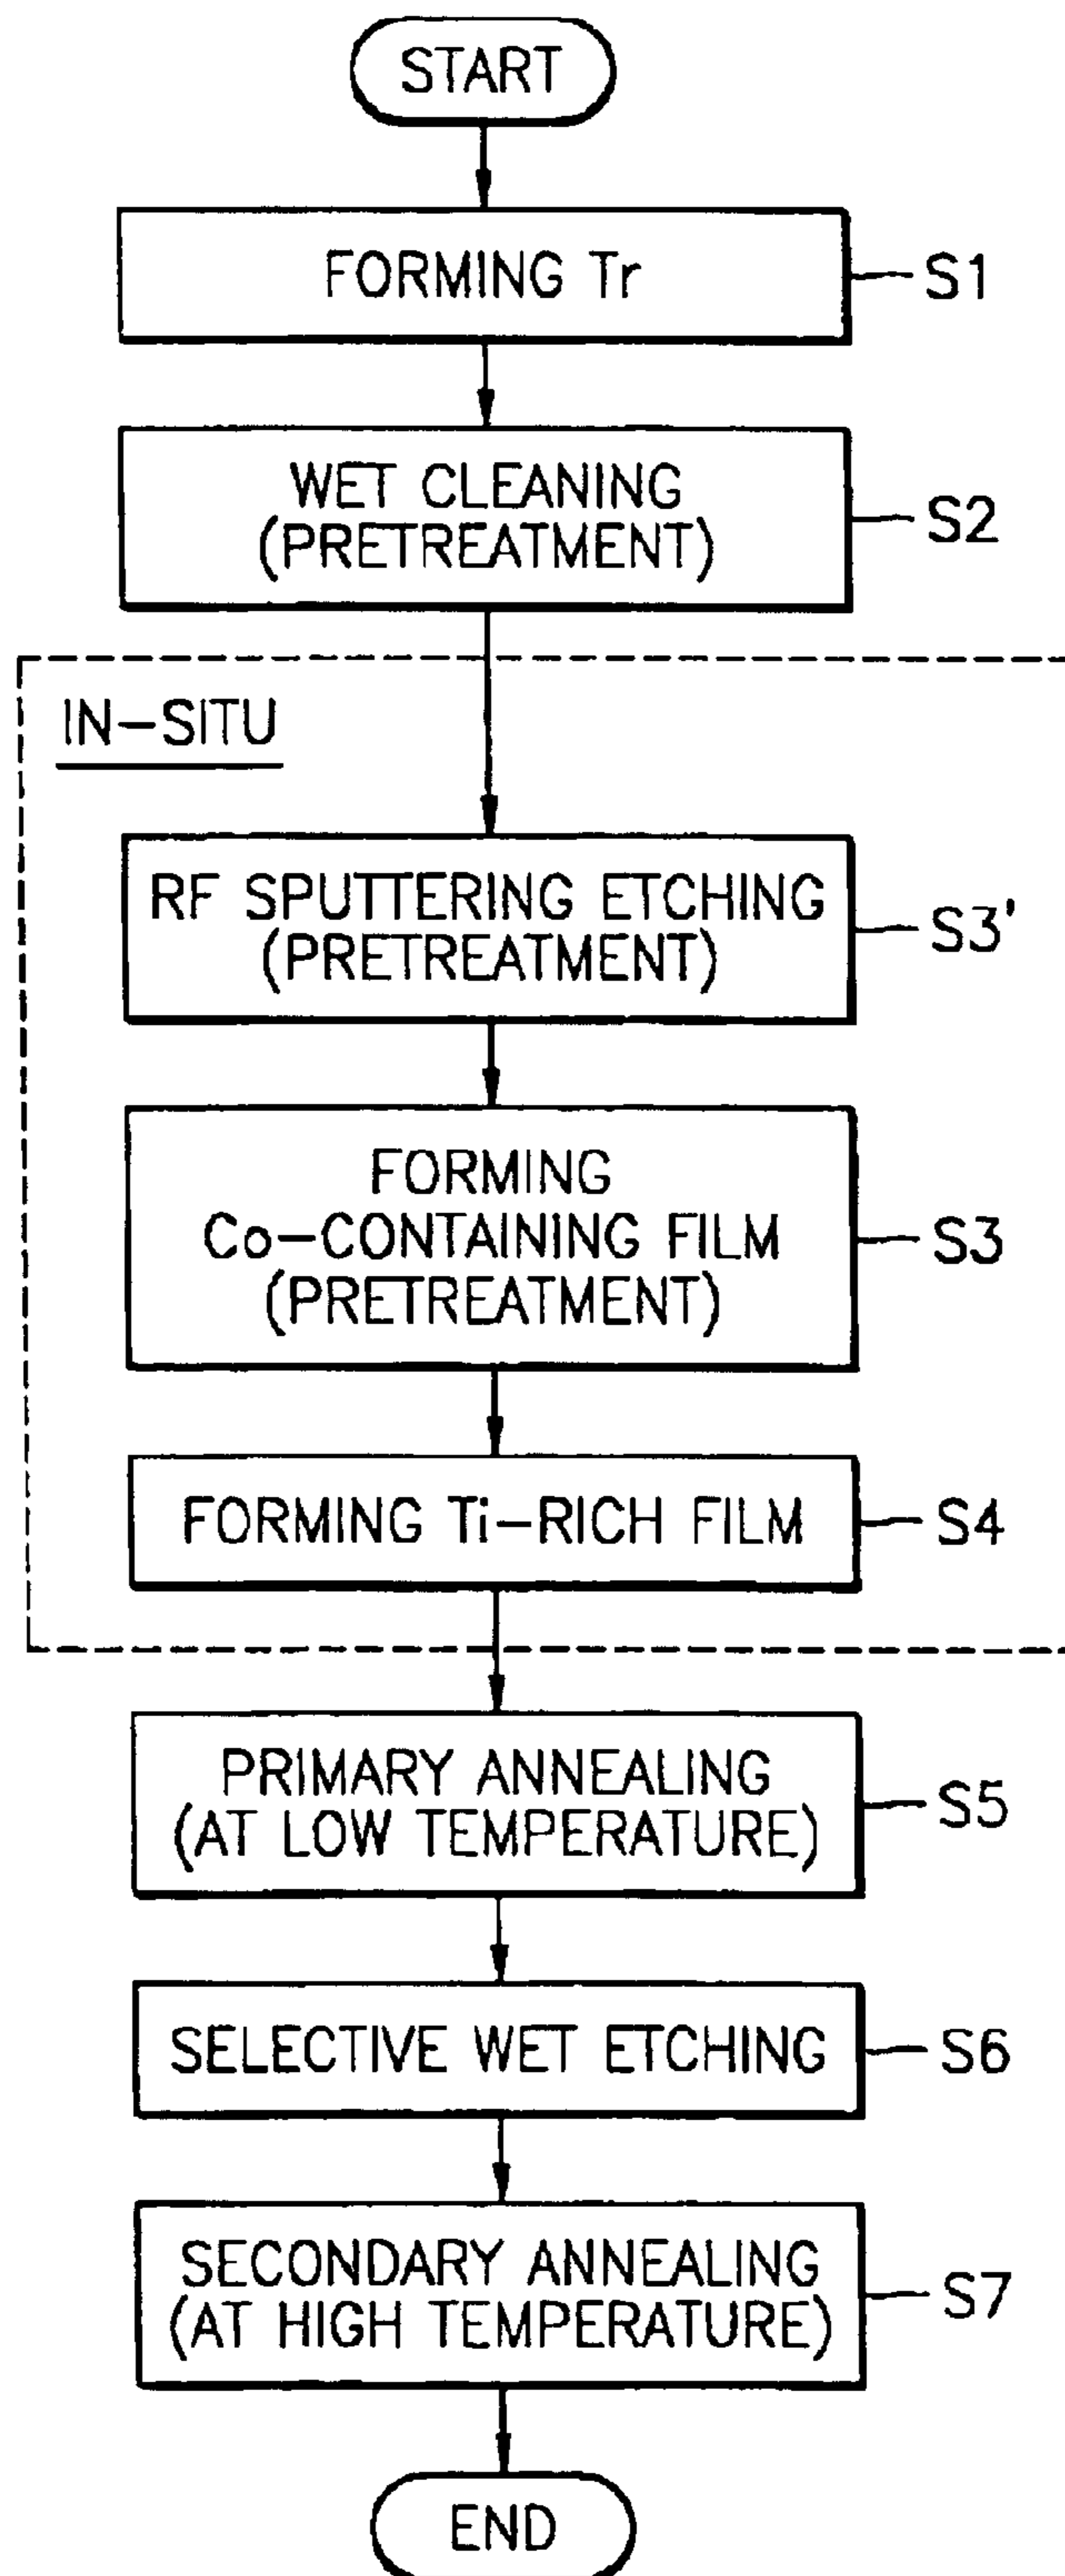 START
FORMING Tr
S1
WET CLEANING
(PRETREATMENT)
S2
IN-SITU
RF SPUTTERING ETCHING
(PRETREATMENT)
S3'
FORMING
Co-CONTAINING FILM
(PRETREATMENT)
S3
FORMING Ti-RICH FILM
S4
PRIMARY ANNEALING
(AT LOW TEMPERATURE)
S5
SELECTIVE WET ETCHING
S6
SECONDARY ANNEALING
(AT HIGH TEMPERATURE)
S7
END